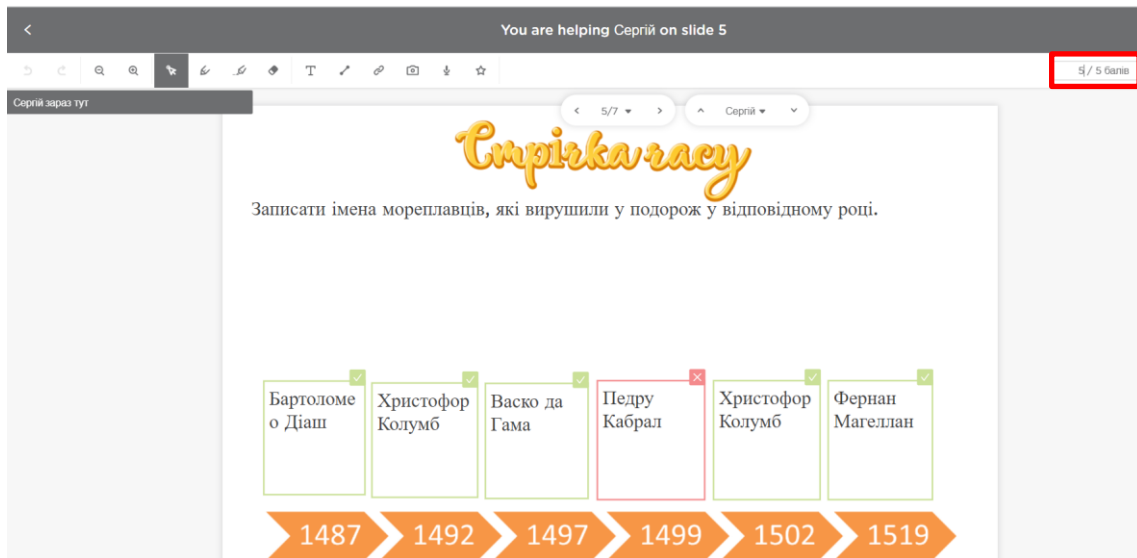 You are helping Сергій on slide 5
T
5 / 5 балів
Сергій зараз тут
5/7
Сергій
Стрічка часу
Записати імена мореплавців, які вирушили у подорож у відповідному році.
Бартоломе
о Діаш
Христофор
Колумб
Васко да
Гама
Педру
Кабрал
Христофор
Колумб
Фернан
Магеллан
1487 1492 1497 1499 1502 1519